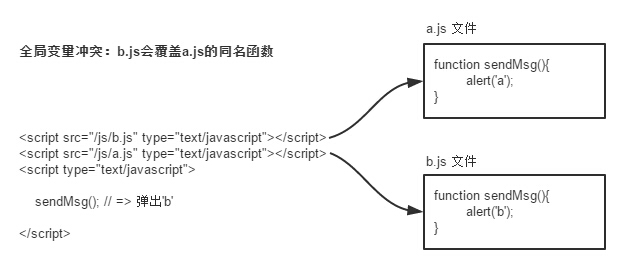 全局变量冲突：b.js会覆盖a.js的同名函数
<script src="/js/b.js" type="text/javascript"></script>
<script src="/js/a.js" type="text/javascript"></script>
<script type="text/javascript">
sendMsg(); // => 弹出'b'
</script>
a.js 文件
function sendMsg(){
alert('a');
}
b.js 文件
function sendMsg(){
alert('b');
}